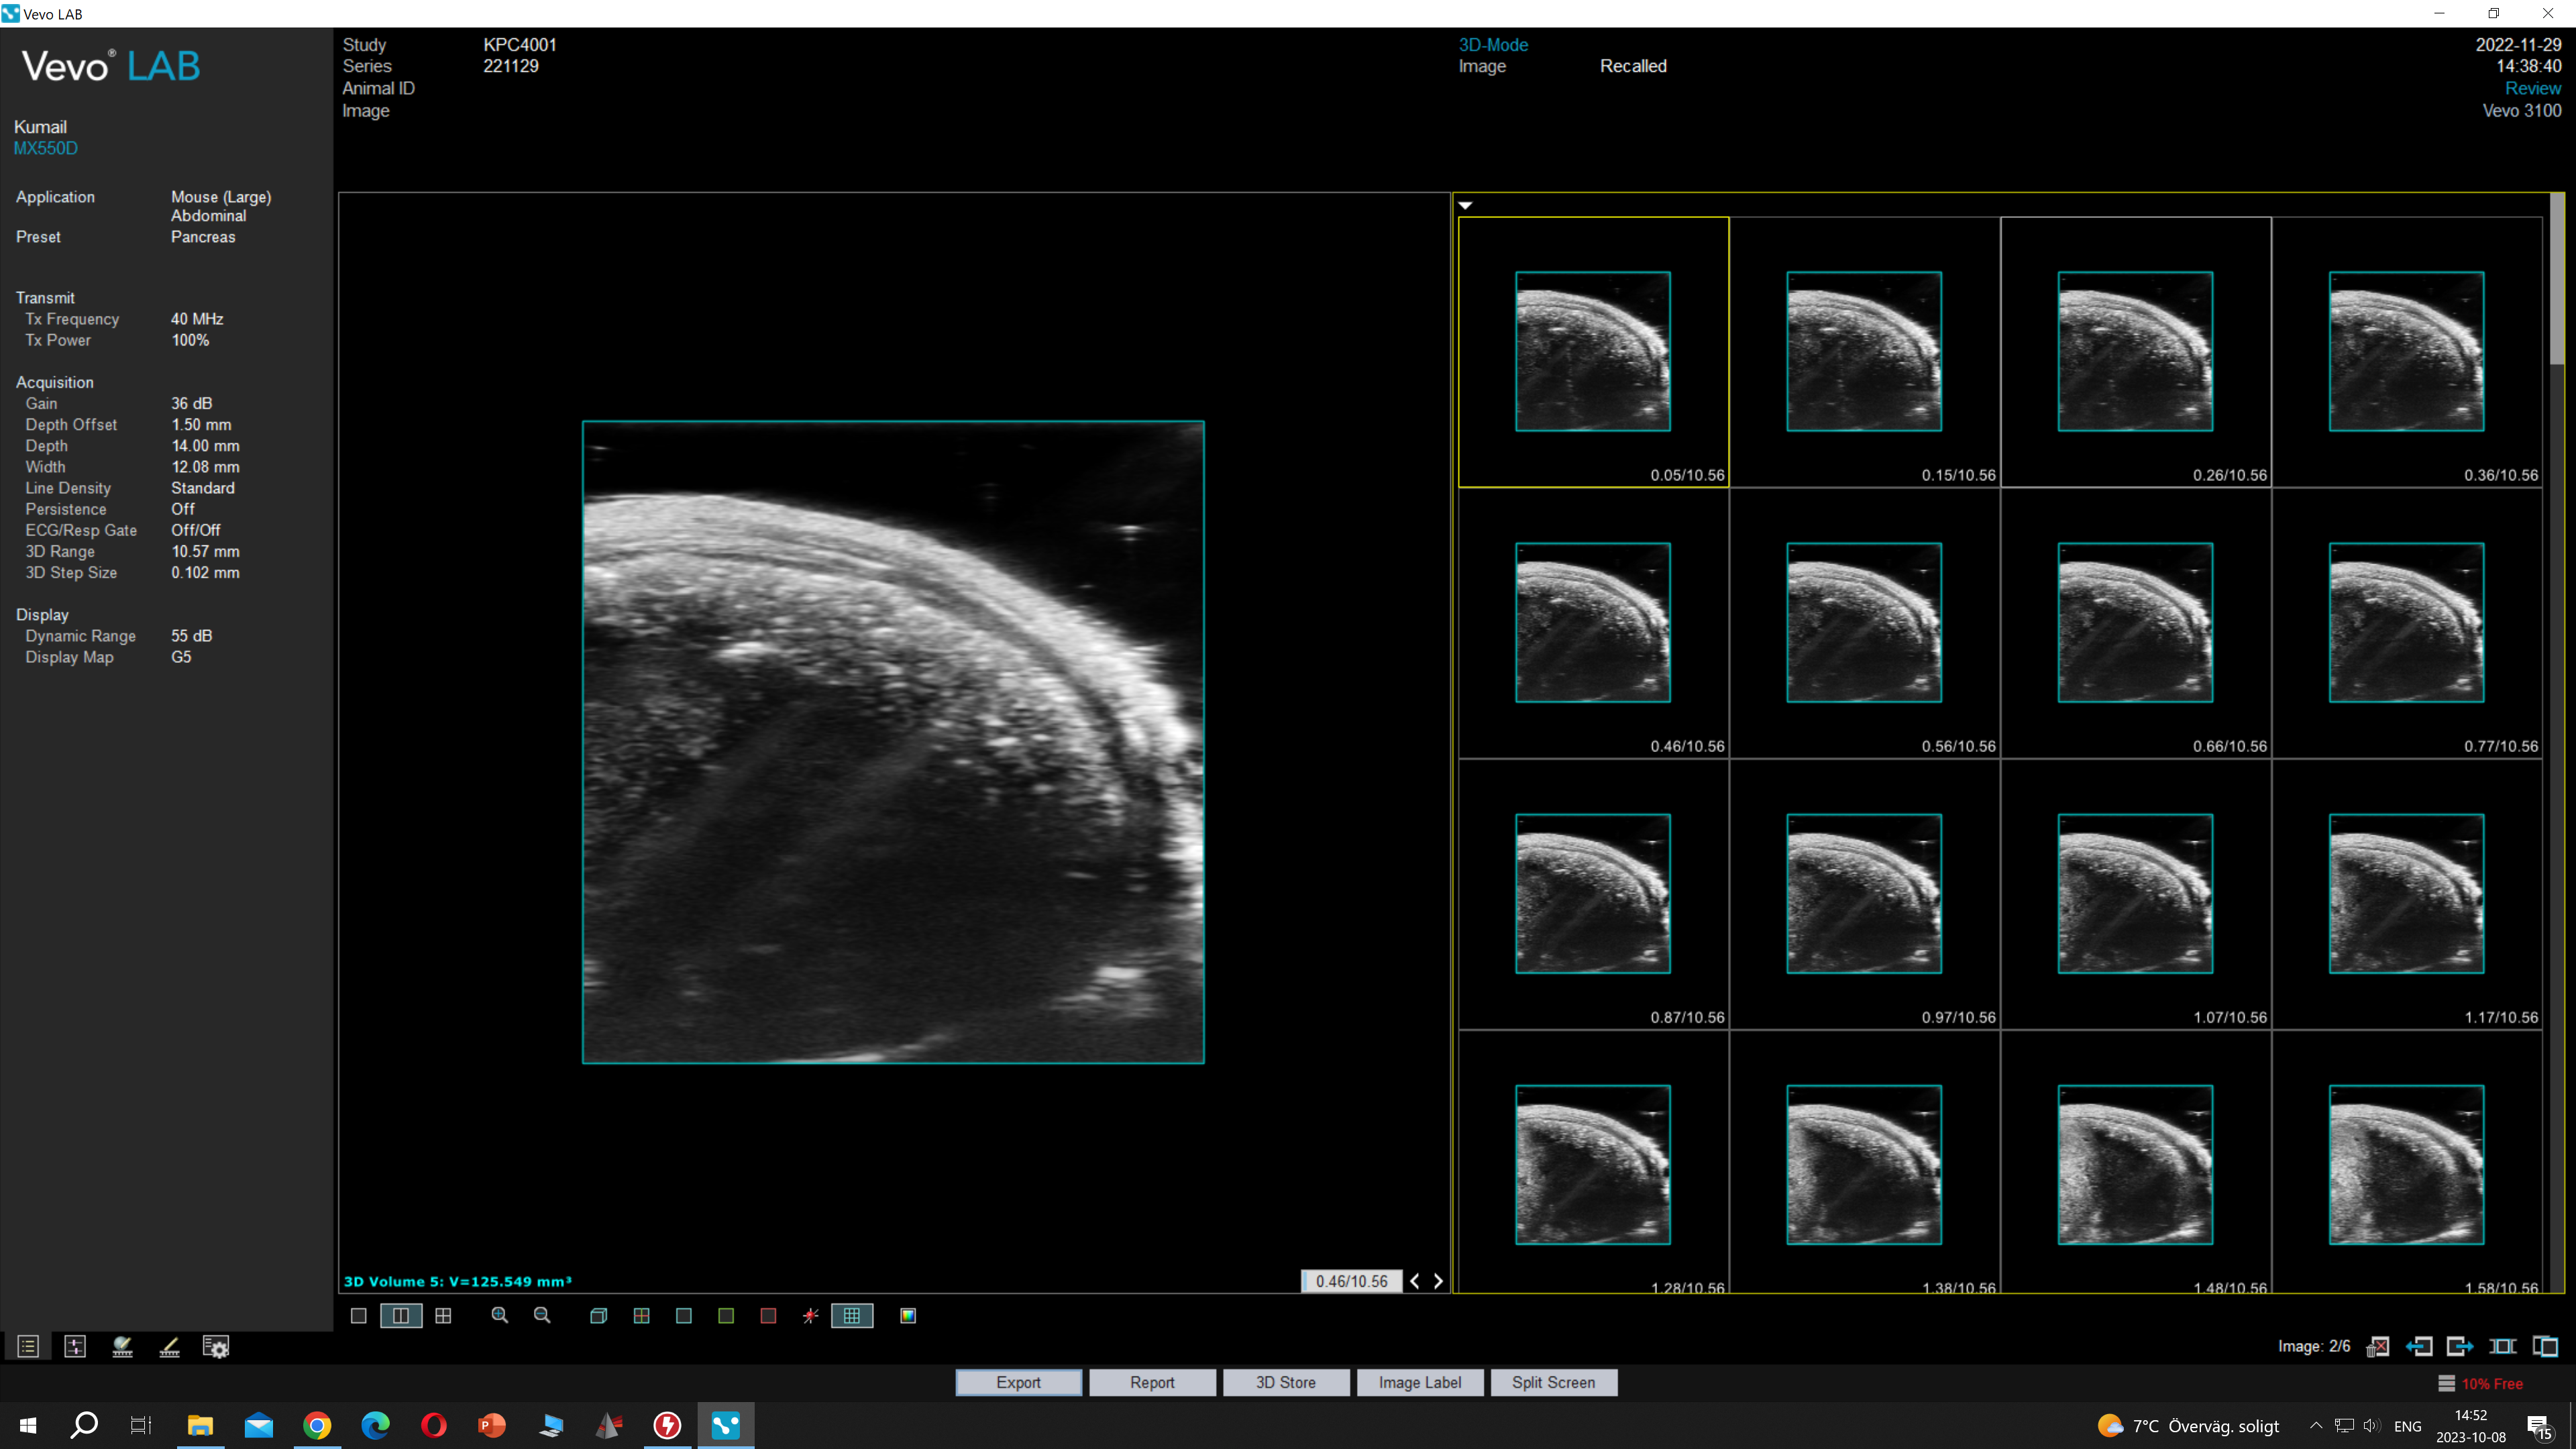 Vevo LAB
Vevo® LAB
Kumail
MX550D
Application Mouse (Large)
Abdominal
Preset Pancreas
Transmit
Tx Frequency 40 MHz
Tx Power 100%
Acquisition
Gain 36 dB
Depth Offset 1.50 mm
Depth 14.00 mm
Width 12.08 mm
Line Density Standard
Persistence Off
ECG/Resp Gate Off/Off
3D Range 10.57 mm
3D Step Size 0.102 mm
Display
Dynamic Range 55 dB
Display Map G5
Study KPC4001
Series 221129
Animal ID
Image
3D-Mode
Image Recalled
2022-11-29
14:38:40
Review
Vevo 3100
0.05/10.56 0.15/10.56 0.26/10.56 0.36/10.56
0.46/10.56 0.56/10.56 0.66/10.56 0.77/10.56
0.87/10.56 0.97/10.56 1.07/10.56 1.17/10.56
1.28/10.56 1.38/10.56 1.48/10.56 1.58/10.56
3D Volume 5: V=125.549 mm³
0.46/10.56
Image: 2/6
Export Report 3D Store Image Label Split Screen
10% Free
7°C Överväg. soligt
ENG
14:52
2023-10-08
15